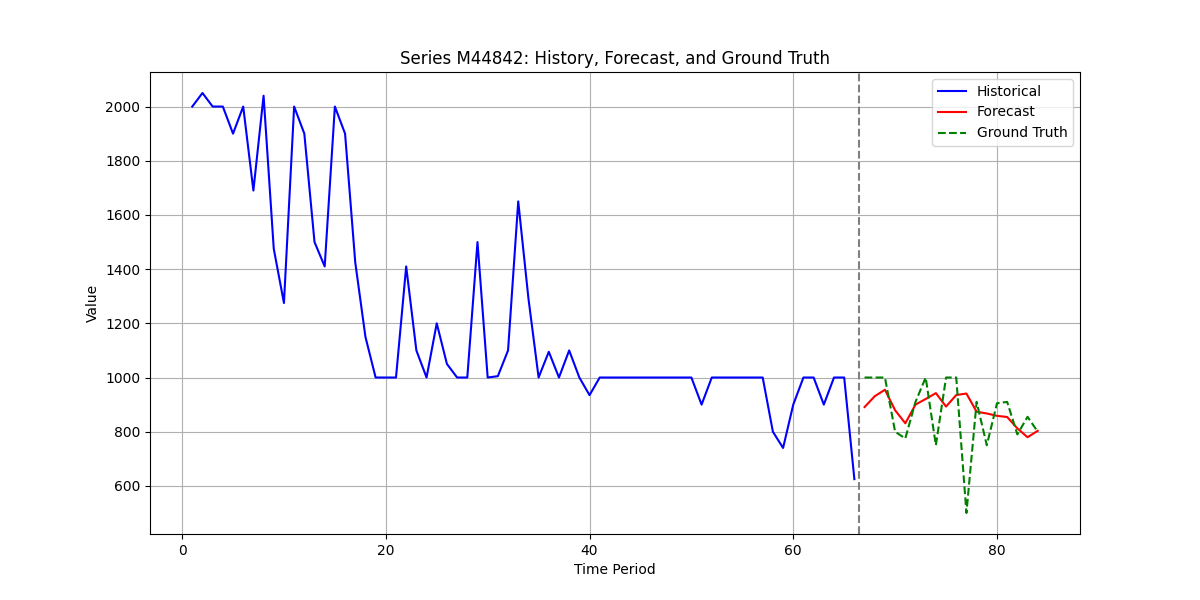 Series M44842: History, Forecast, and Ground Truth
Historical
Forecast
Ground Truth
Value
2000
1800
1600
1400
1200
1000
800
600
0 20 40 60 80
Time Period